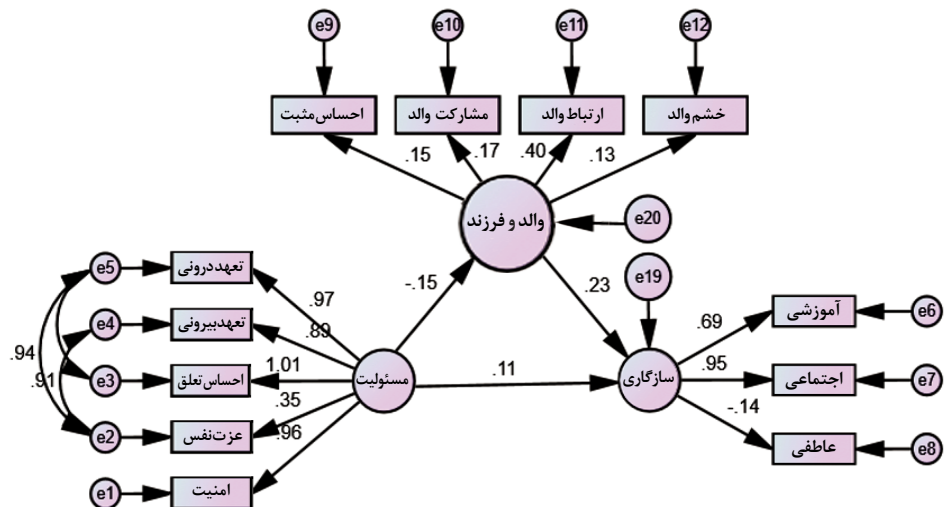 e9
e10
e11
e12
احساس مثبت
مشارکت والد
ارتباط والد
خشم والد
.15
.17
.40
.13
والد و فرزند
e20
e19
-.15
.23
e5
تعهددرونی
e4
تعهدبیرونی
e3
احساس تعلق
e2
عزت‌نفس
e1
امنیت
.94
.91
.97
.89
1.01
.35
.96
مسئولیت
.11
سازگاری
.69
.95
-.14
آموزشی
e6
اجتماعی
e7
عاطفی
e8